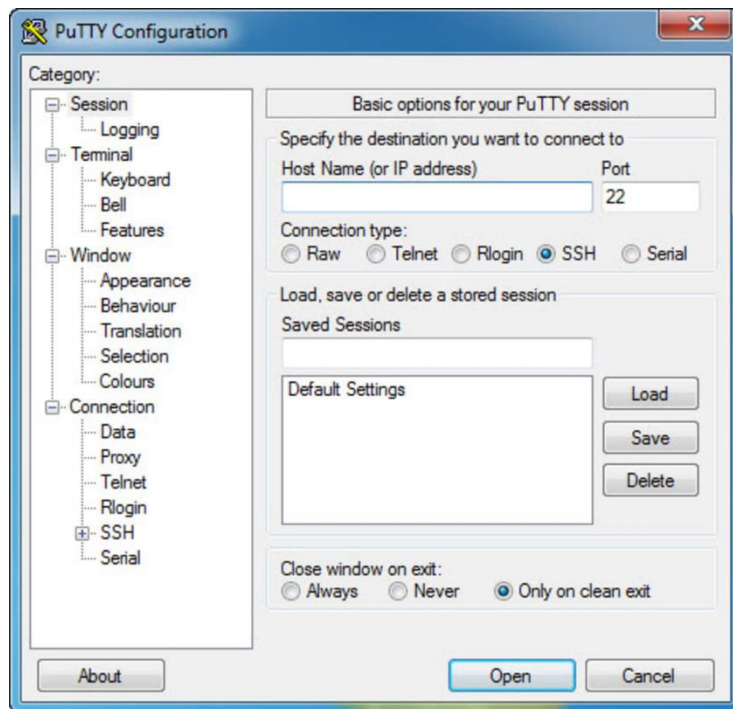 PuTTY Configuration
Category:
Session
Logging
Terminal
Keyboard
Bell
Features
Window
Appearance
Behaviour
Translation
Selection
Colours
Connection
Data
Proxy
Telnet
Rlogin
SSH
Serial
Basic options for your PuTTY session
Specify the destination you want to connect to
Host Name (or IP address) Port
22
Connection type:
Raw Telnet Rlogin SSH Serial
Load, save or delete a stored session
Saved Sessions
Default Settings
Load
Save
Delete
Close window on exit:
Always Never Only on clean exit
About Open Cancel